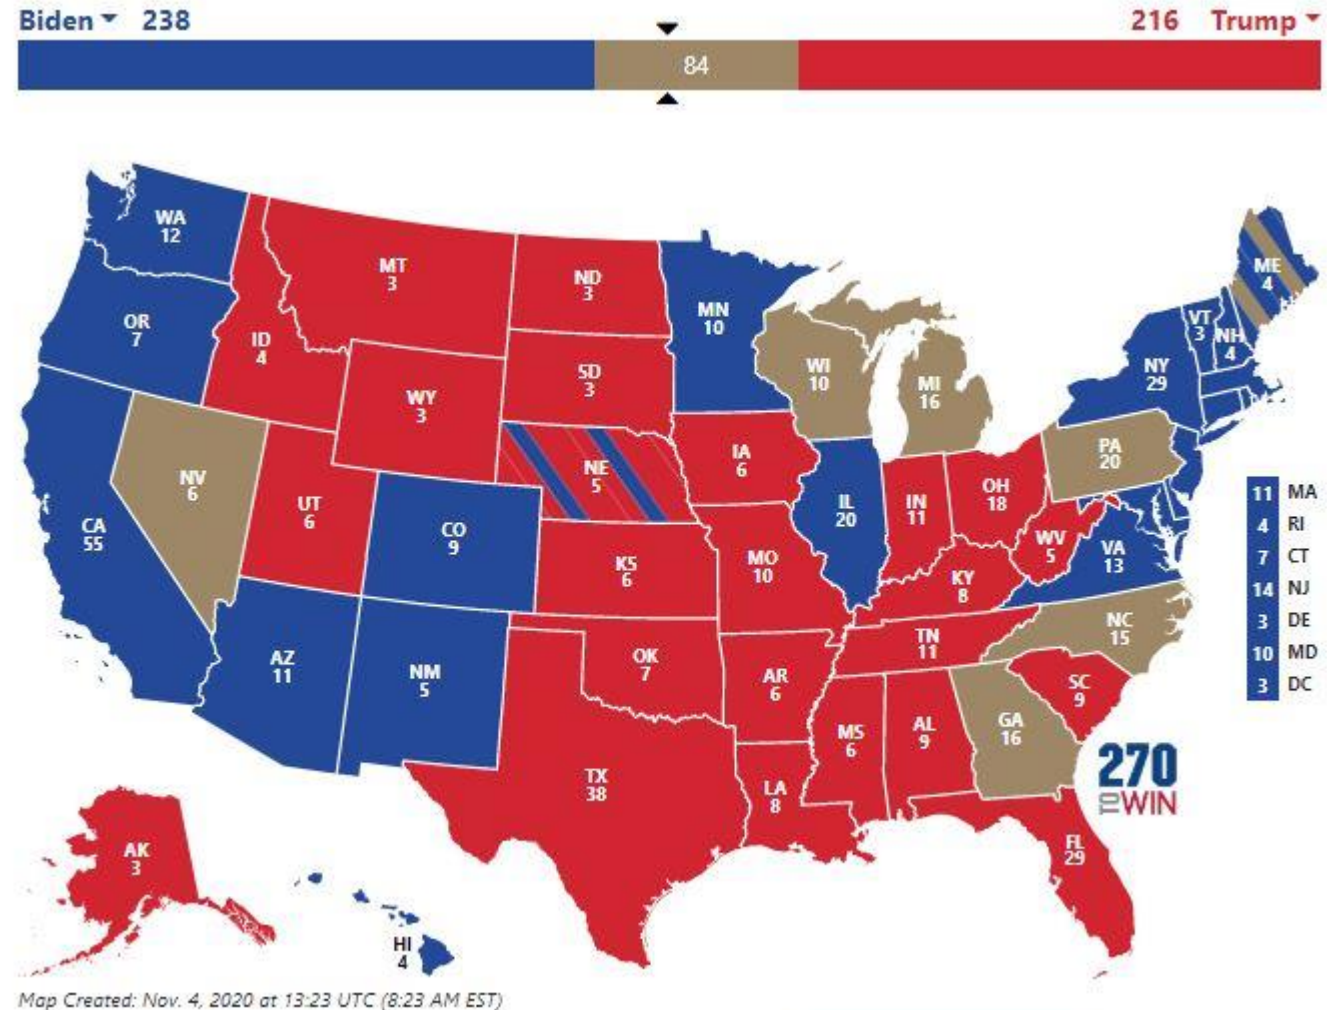 Biden 238
216 Trump
84
WA
12
OR
7
CA
55
NV
6
ID
4
MT
3
WY
3
UT
6
AZ
11
CO
9
NM
5
ND
3
SD
3
NE
5
KS
6
OK
7
TX
38
MN
10
IA
6
MO
10
AR
6
LA
8
WI
10
IL
20
MI
16
IN
11
OH
18
KY
8
TN
11
MS
6
AL
9
GA
16
FL
29
SC
9
NC
15
VA
13
WV
5
PA
20
NY
29
VT
3
NH
4
ME
4
11 MA
4 RI
7 CT
14 NJ
3 DE
10 MD
3 DC
AK
3
HI
4
270
TO WIN
Map Created: Nov. 4, 2020 at 13:23 UTC (8:23 AM EST)